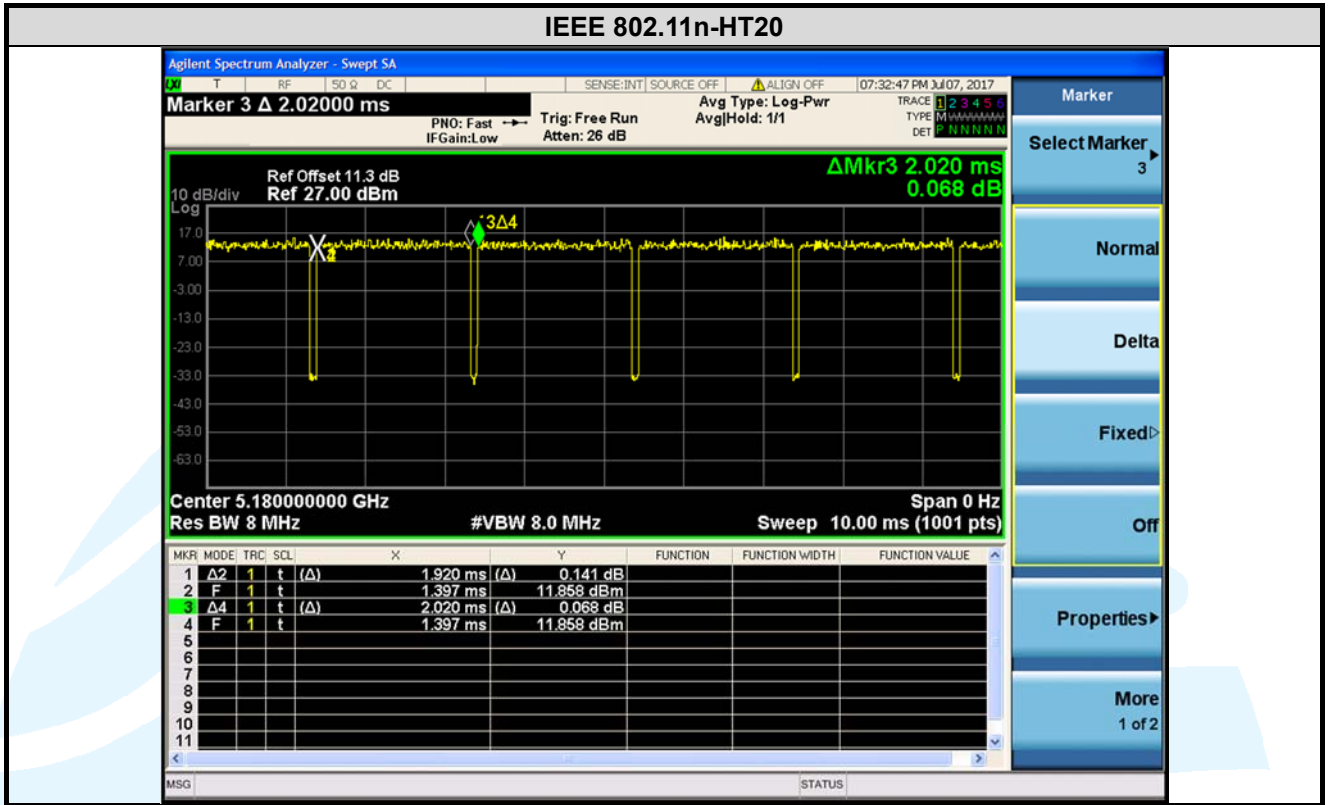 IEEE 802.11n-HT20
Agilent Spectrum Analyzer - Swept SA
LXI T RF 50 Ω DC SENSE:INT SOURCE OFF ALIGN OFF 07:32:47 PM Jul 07, 2017
Marker 3 Δ 2.02000 ms
PNO: Fast
IFGain:Low
Trig: Free Run
Atten: 26 dB
Avg Type: Log-Pwr
Avg|Hold: 1/1
TRACE 1 2 3 4 5 6
TYPE M WWWWW
DET P N N N N N
ΔMkr3 2.020 ms
0.068 dB
Ref Offset 11.3 dB
10 dB/div Ref 27.00 dBm
Log
17.0
7.00
-3.00
-13.0
-23.0
-33.0
-43.0
-53.0
-63.0
3Δ4
Center 5.180000000 GHz Span 0 Hz
Res BW 8 MHz #VBW 8.0 MHz Sweep 10.00 ms (1001 pts)
MKR MODE TRC SCL X Y FUNCTION FUNCTION WIDTH FUNCTION VALUE
1 Δ2 1 t (Δ) 1.920 ms (Δ) 0.141 dB
2 F 1 t 1.397 ms 11.858 dBm
3 Δ4 1 t (Δ) 2.020 ms (Δ) 0.068 dB
4 F 1 t 1.397 ms 11.858 dBm
5
6
7
8
9
10
11
MSG STATUS
Marker
Select Marker
3
Normal
Delta
Fixed
Off
Properties
More
1 of 2